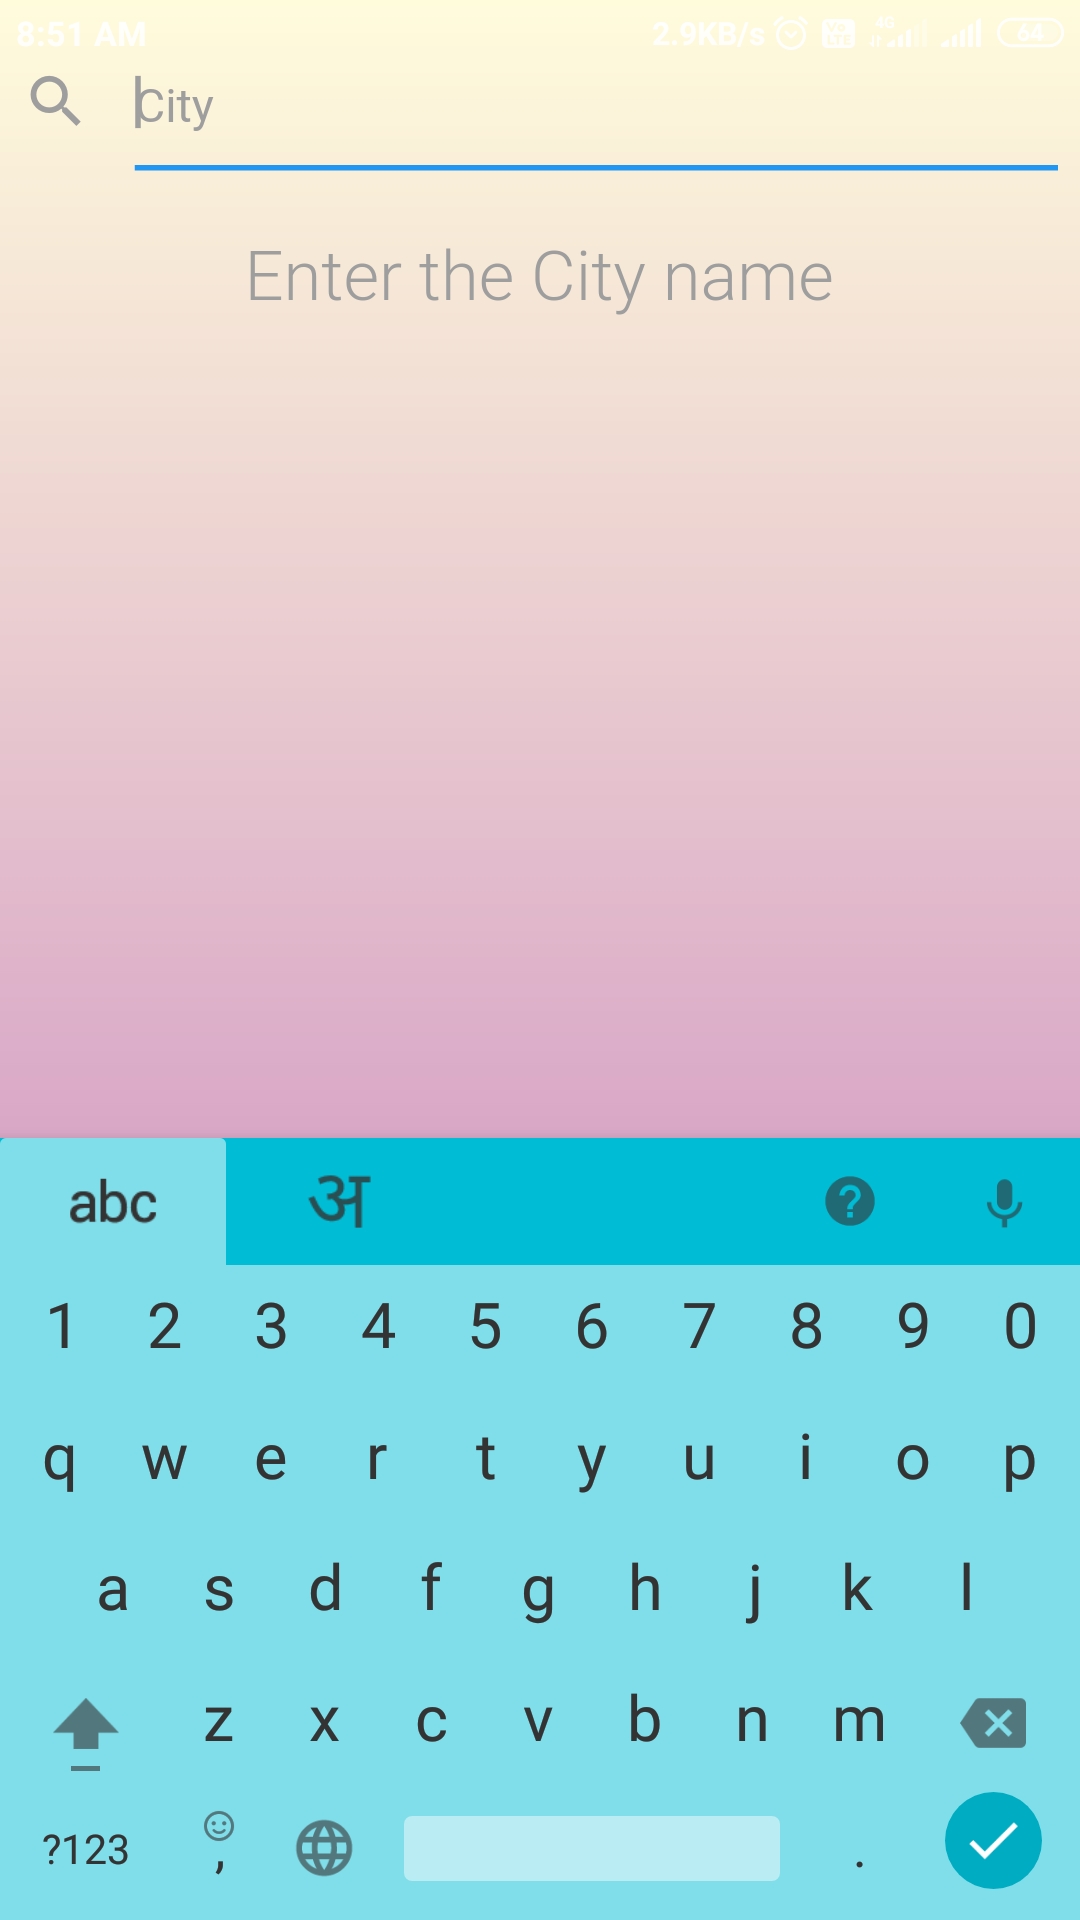 8:51 AM 2.9KB/s 4G 64
City
Enter the City name
abc अ
1 2 3 4 5 6 7 8 9 0
q w e r t y u i o p
a s d f g h j k l
z x c v b n m
?123 , .